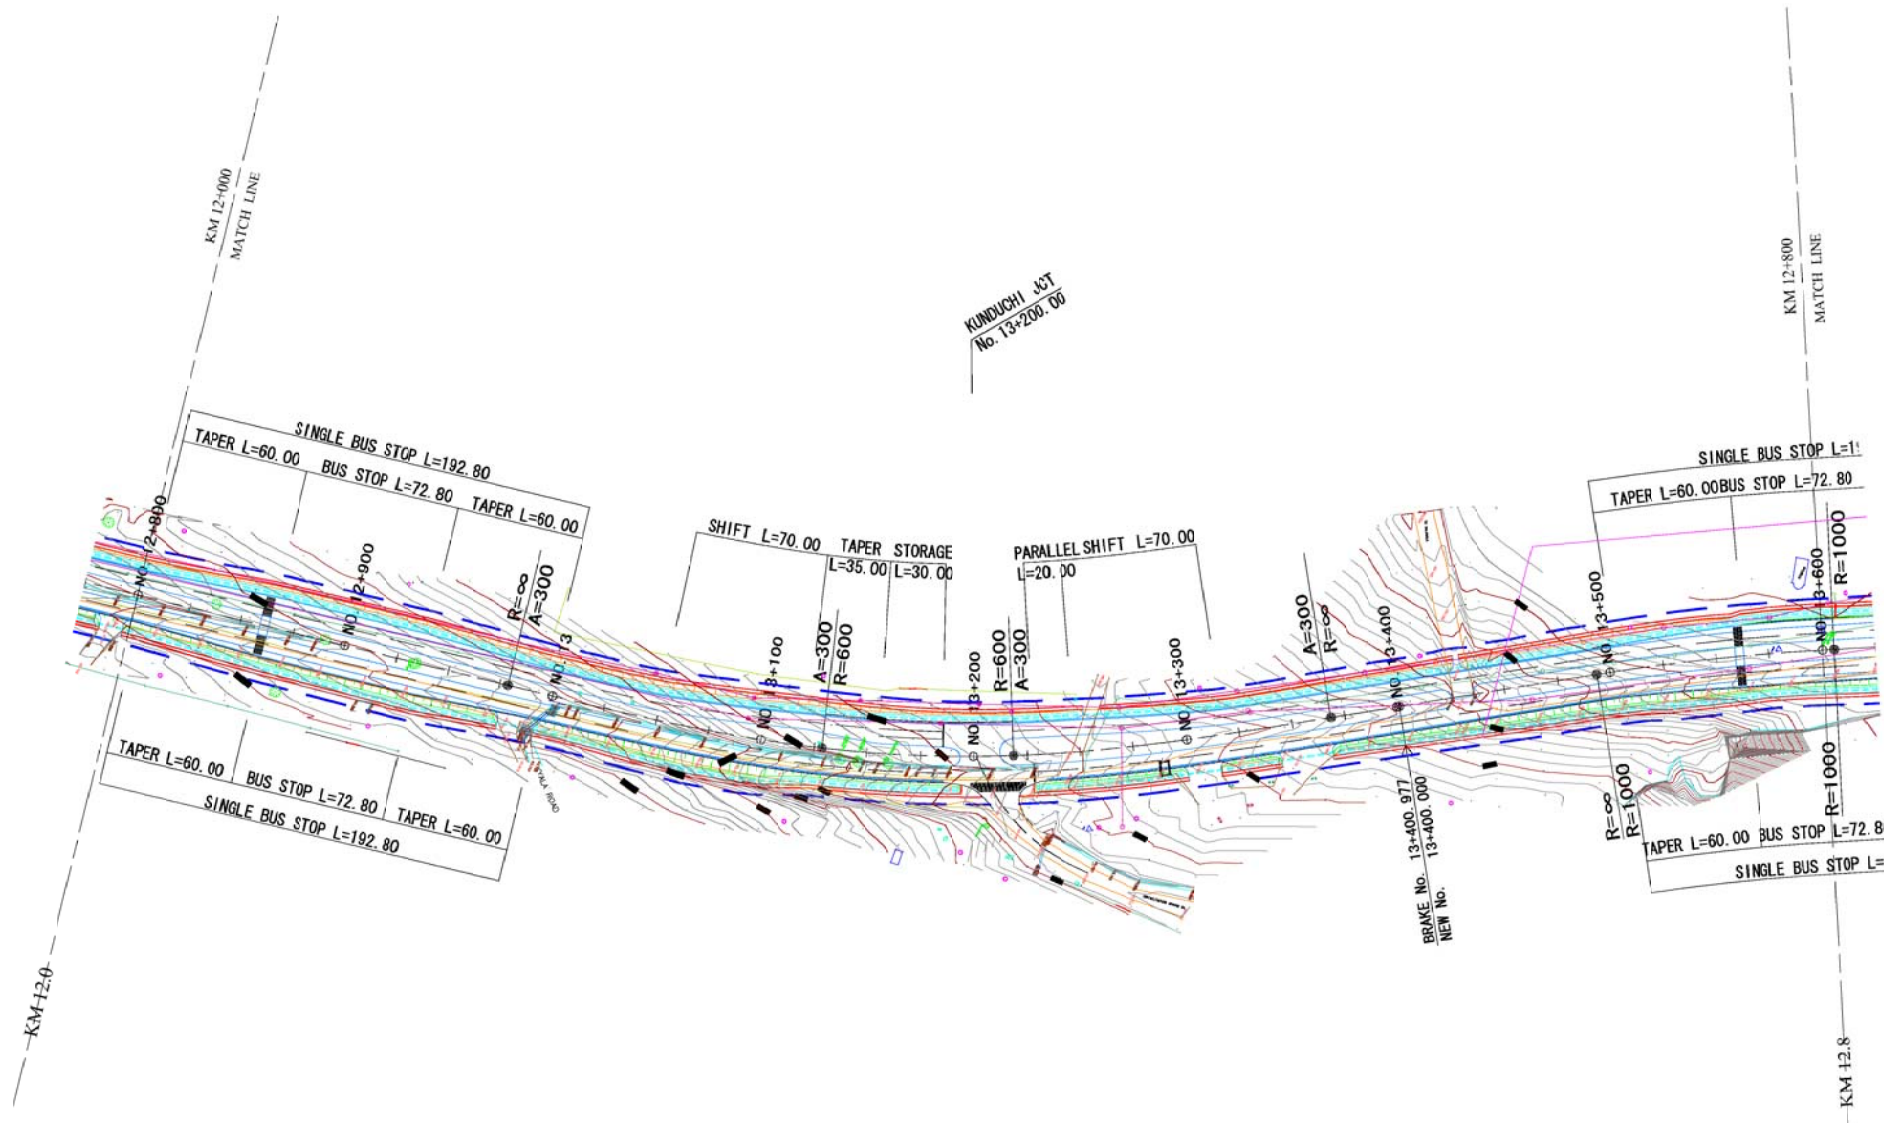 KM 12+000
MATCH LINE
KM 12+800
MATCH LINE
KUNDUCHI JCT
No. 13+200.00
SINGLE BUS STOP L=192.80
TAPER L=60.00
BUS STOP L=72.80
TAPER L=60.00
SHIFT L=70.00
TAPER
L=35.00
STORAGE
L=30.00
PARALLEL
L=20.00
SHIFT L=70.00
SINGLE BUS STOP L=1
TAPER L=60.00
BUS STOP L=72.80
NO. 12+800
NO. 12+900
R=∞
A=300
NO. 13
NO. 13+100
A=300
R=600
NO. 13+200
R=600
A=300
NO. 13+300
A=300
R=∞
NO. 13+400
NO. 13+500
NO. 13+600
R=1000
TAPER L=60.00
BUS STOP L=72.80
TAPER L=60.00
SINGLE BUS STOP L=192.80
BRAKE No. 13+400.977
NEW No. 13+400.000
R=∞
R=1000
R=1000
TAPER L=60.00
BUS STOP L=72.8
SINGLE BUS STOP L=
KM 12.0
KM 12.8